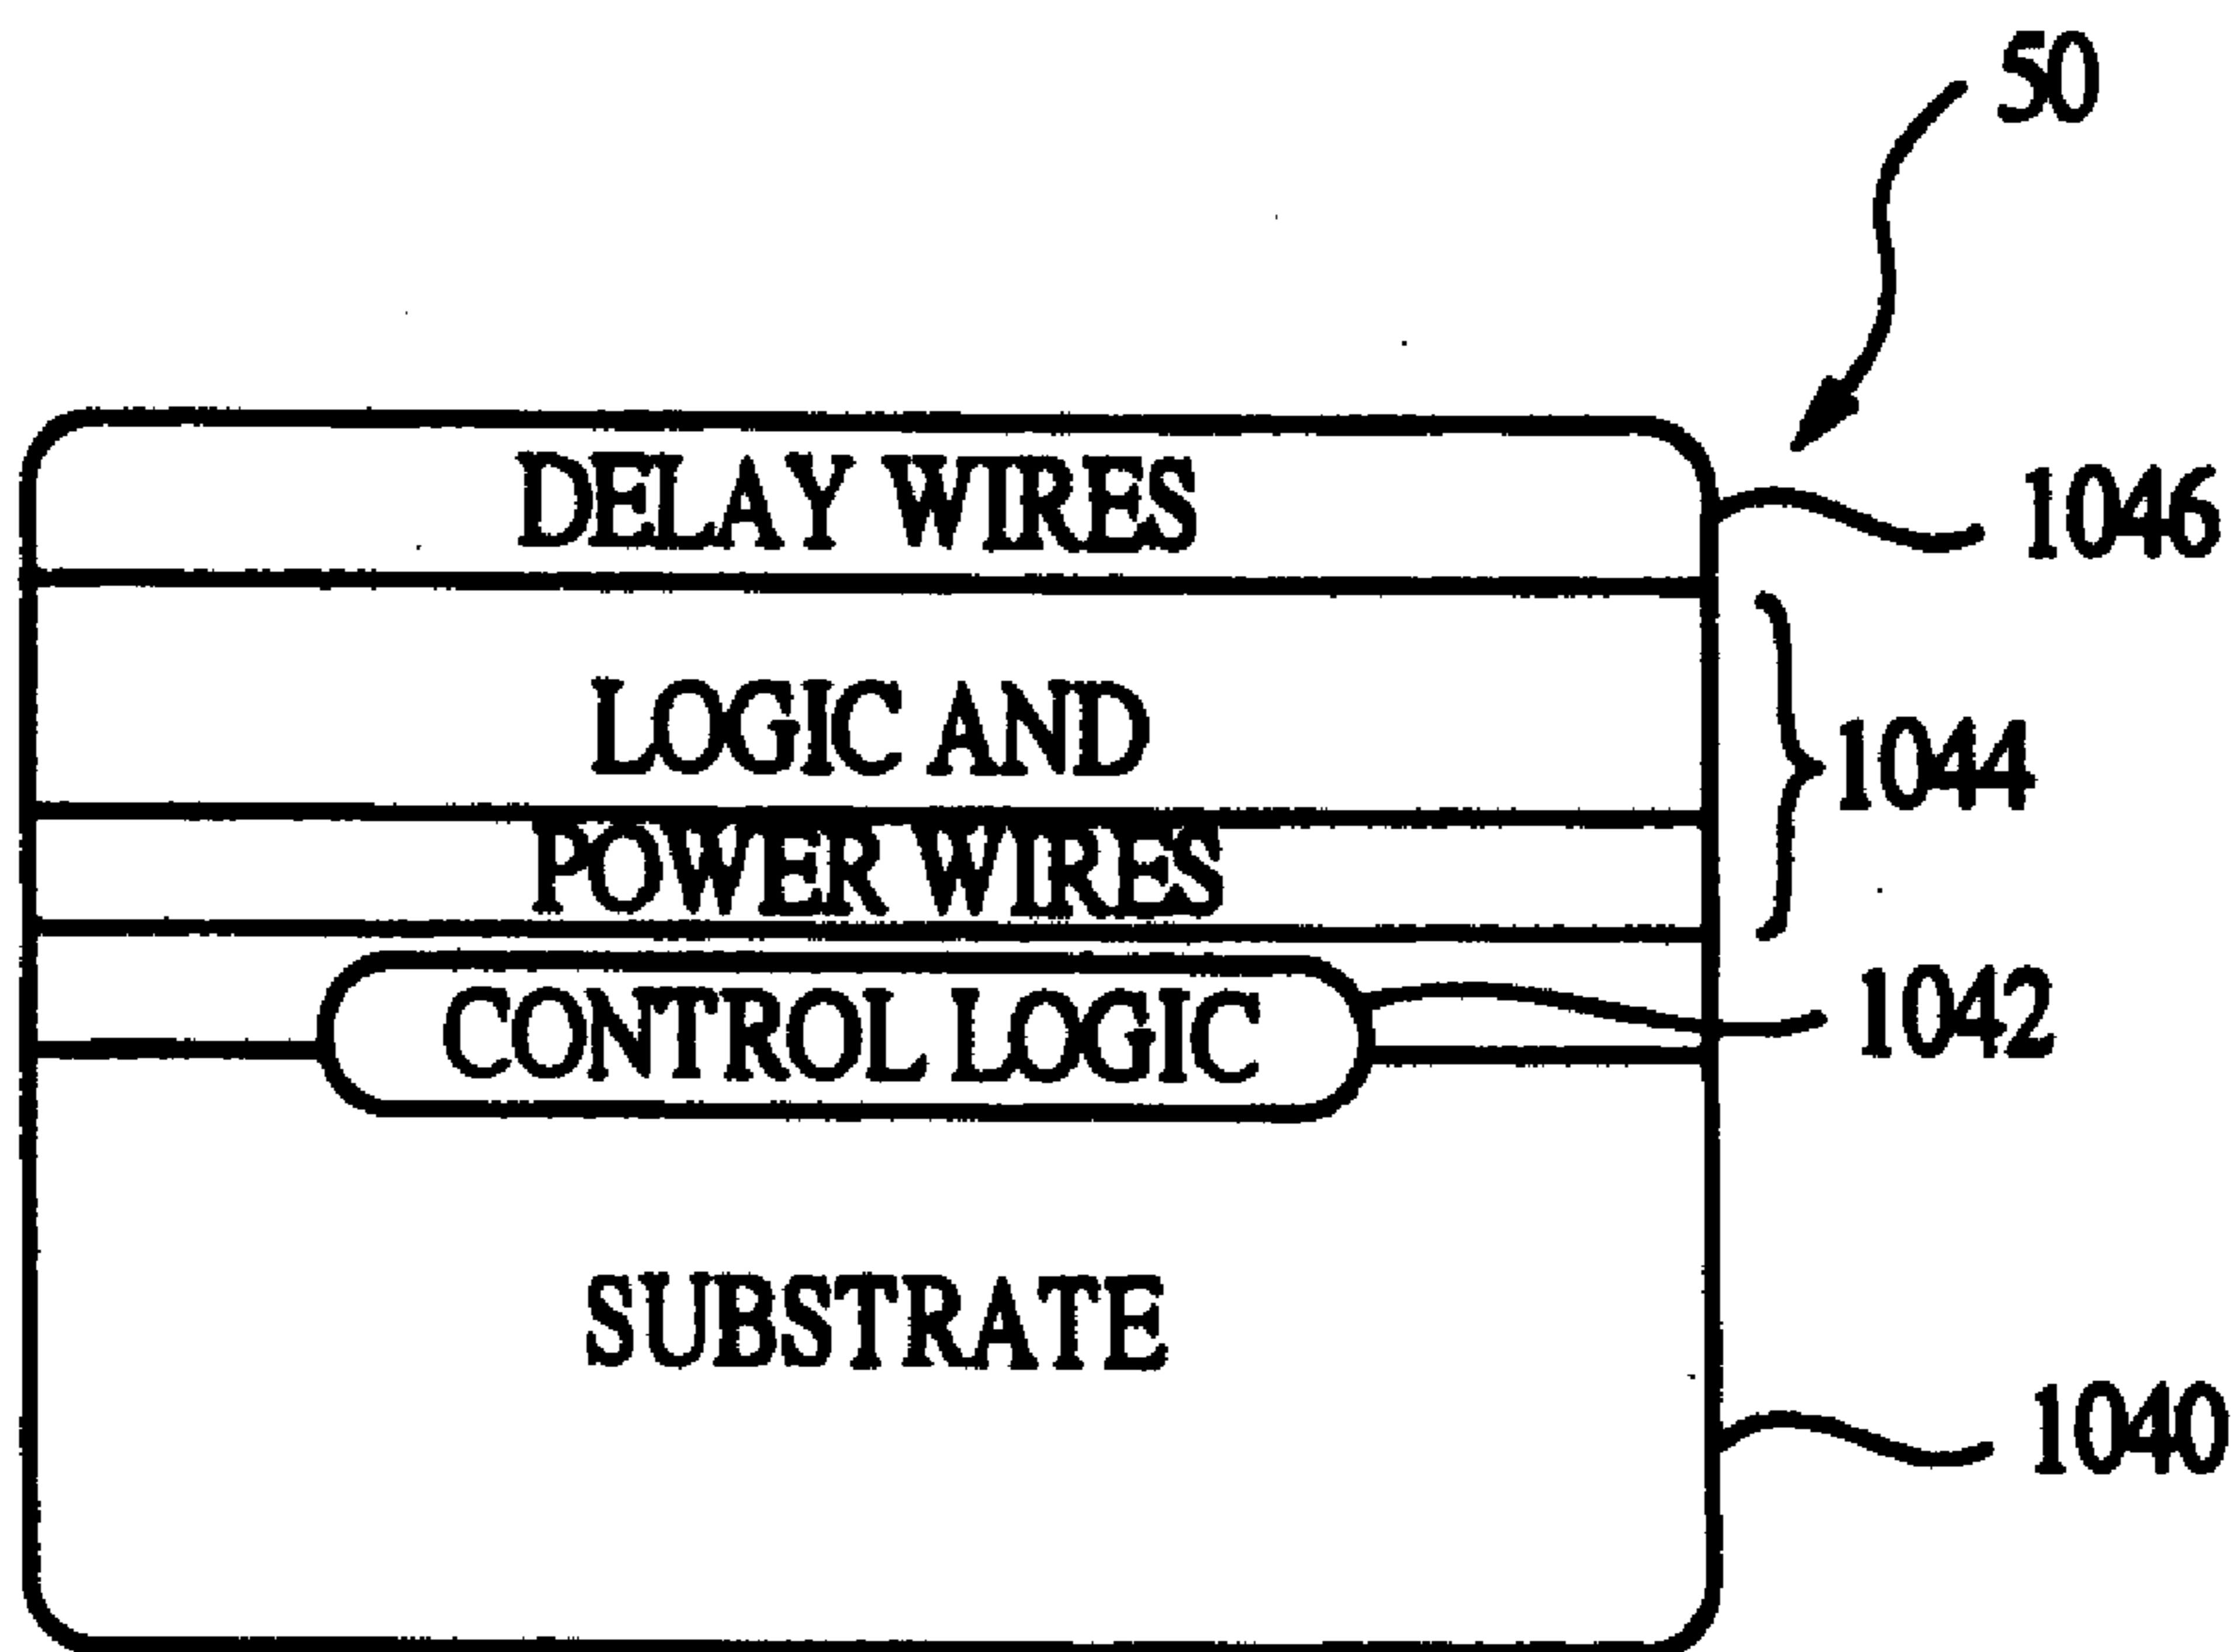 50
DELAY WIRES
1046
LOGIC AND
1044
POWER WIRES
CONTROL LOGIC
1042
SUBSTRATE
1040